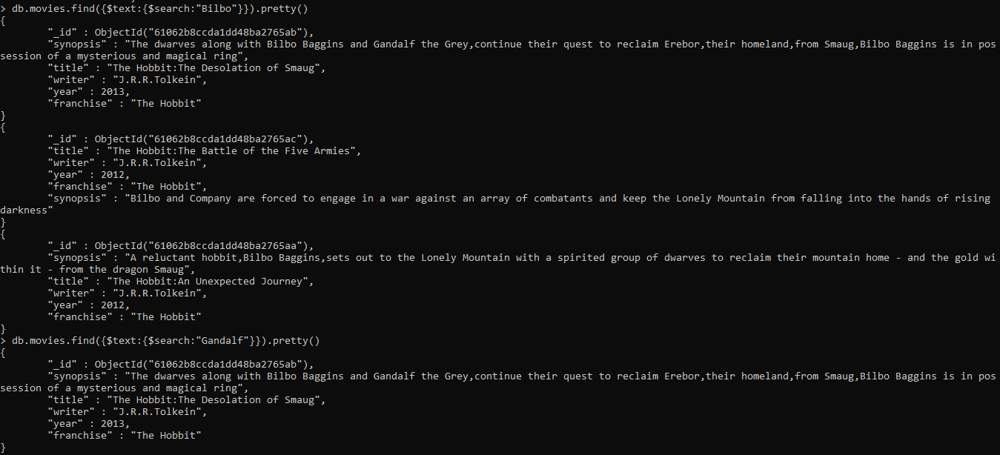 > db.movies.find({$text:{$search:"Bilbo"}}).pretty()
{
        "_id" : ObjectId("61062b8ccda1dd48ba2765ab"),
        "synopsis" : "The dwarves along with Bilbo Baggins and Gandalf the Grey,continue their quest to reclaim Erebor,their homeland,from Smaug,Bilbo Baggins is in pos
session of a mysterious and magical ring",
        "title" : "The Hobbit:The Desolation of Smaug",
        "writer" : "J.R.R.Tolkein",
        "year" : 2013,
        "franchise" : "The Hobbit"
}
{
        "_id" : ObjectId("61062b8ccda1dd48ba2765ac"),
        "title" : "The Hobbit:The Battle of the Five Armies",
        "writer" : "J.R.R.Tolkein",
        "year" : 2012,
        "franchise" : "The Hobbit",
        "synopsis" : "Bilbo and Company are forced to engage in a war against an array of combatants and keep the Lonely Mountain from falling into the hands of rising
darkness"
}
{
        "_id" : ObjectId("61062b8ccda1dd48ba2765aa"),
        "synopsis" : "A reluctant hobbit,Bilbo Baggins,sets out to the Lonely Mountain with a spirited group of dwarves to reclaim their mountain home - and the gold wi
thin it - from the dragon Smaug",
        "title" : "The Hobbit:An Unexpected Journey",
        "writer" : "J.R.R.Tolkein",
        "year" : 2012,
        "franchise" : "The Hobbit"
}
> db.movies.find({$text:{$search:"Gandalf"}}).pretty()
{
        "_id" : ObjectId("61062b8ccda1dd48ba2765ab"),
        "synopsis" : "The dwarves along with Bilbo Baggins and Gandalf the Grey,continue their quest to reclaim Erebor,their homeland,from Smaug,Bilbo Baggins is in pos
session of a mysterious and magical ring",
        "title" : "The Hobbit:The Desolation of Smaug",
        "writer" : "J.R.R.Tolkein",
        "year" : 2013,
        "franchise" : "The Hobbit"
}